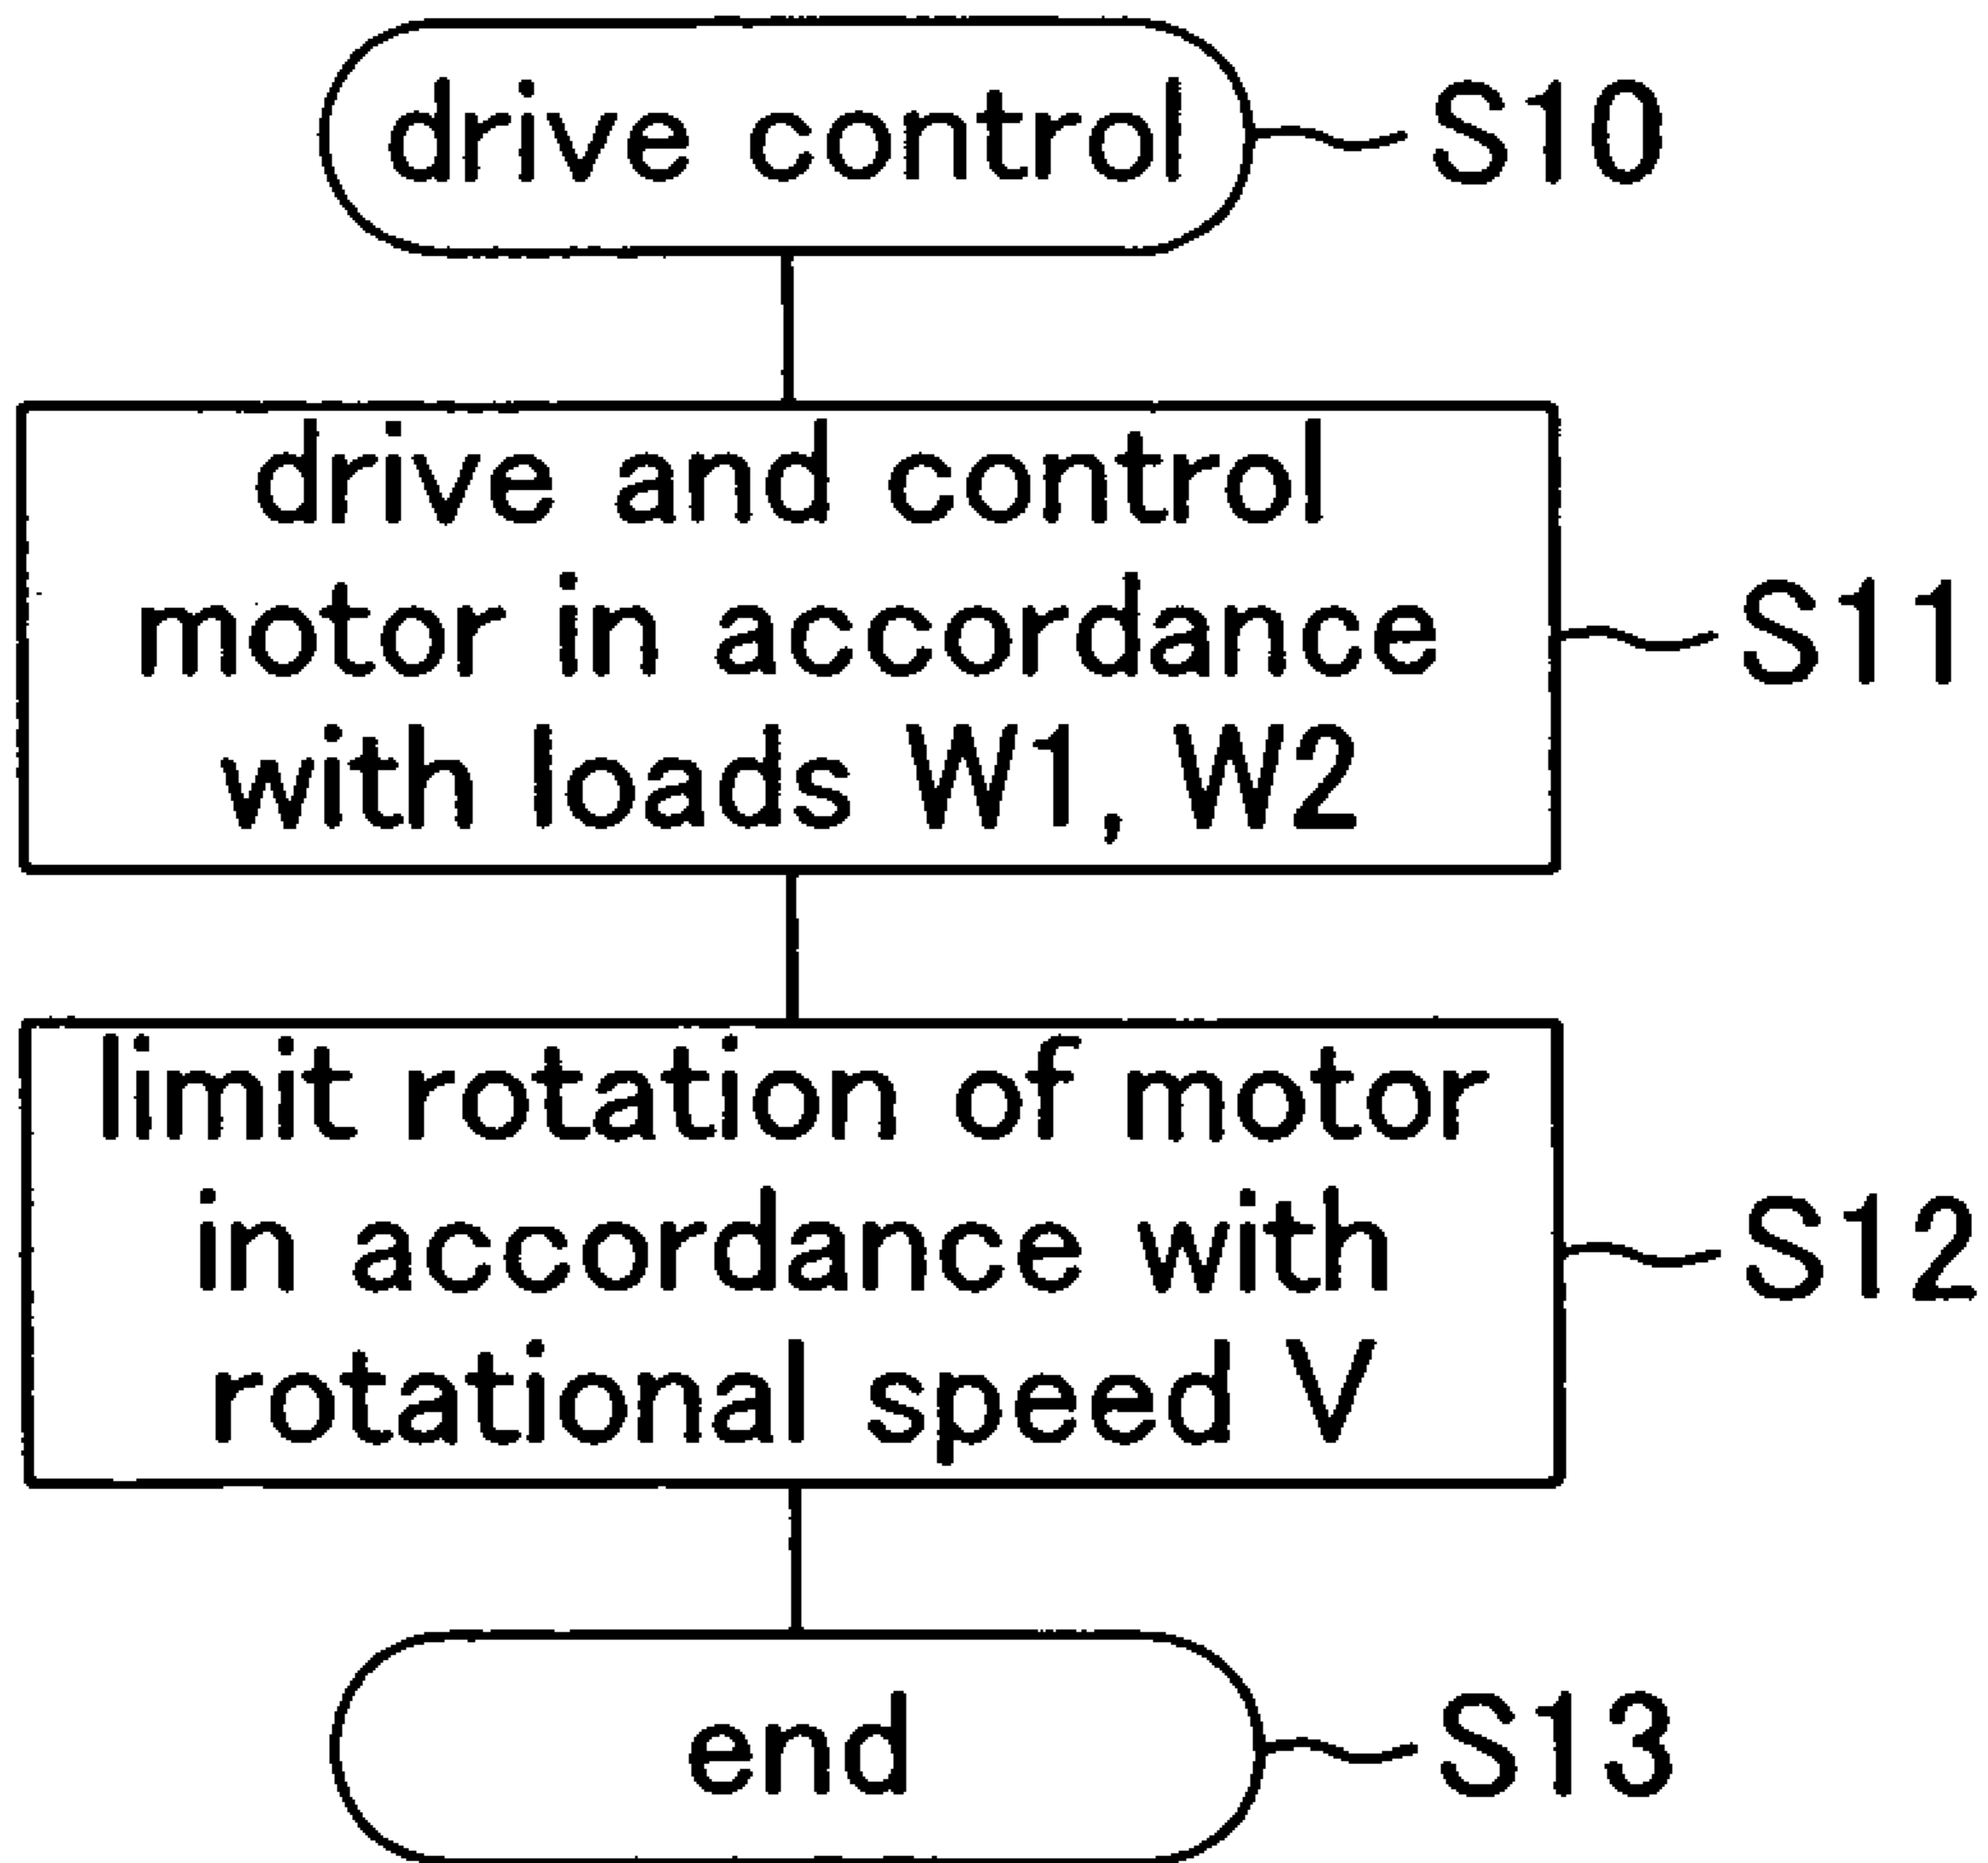 drive control S10
drive and control
motor in accordance S11
with loads W1, W2
limit rotation of motor
in accordance with S12
rotational speed V
end S13